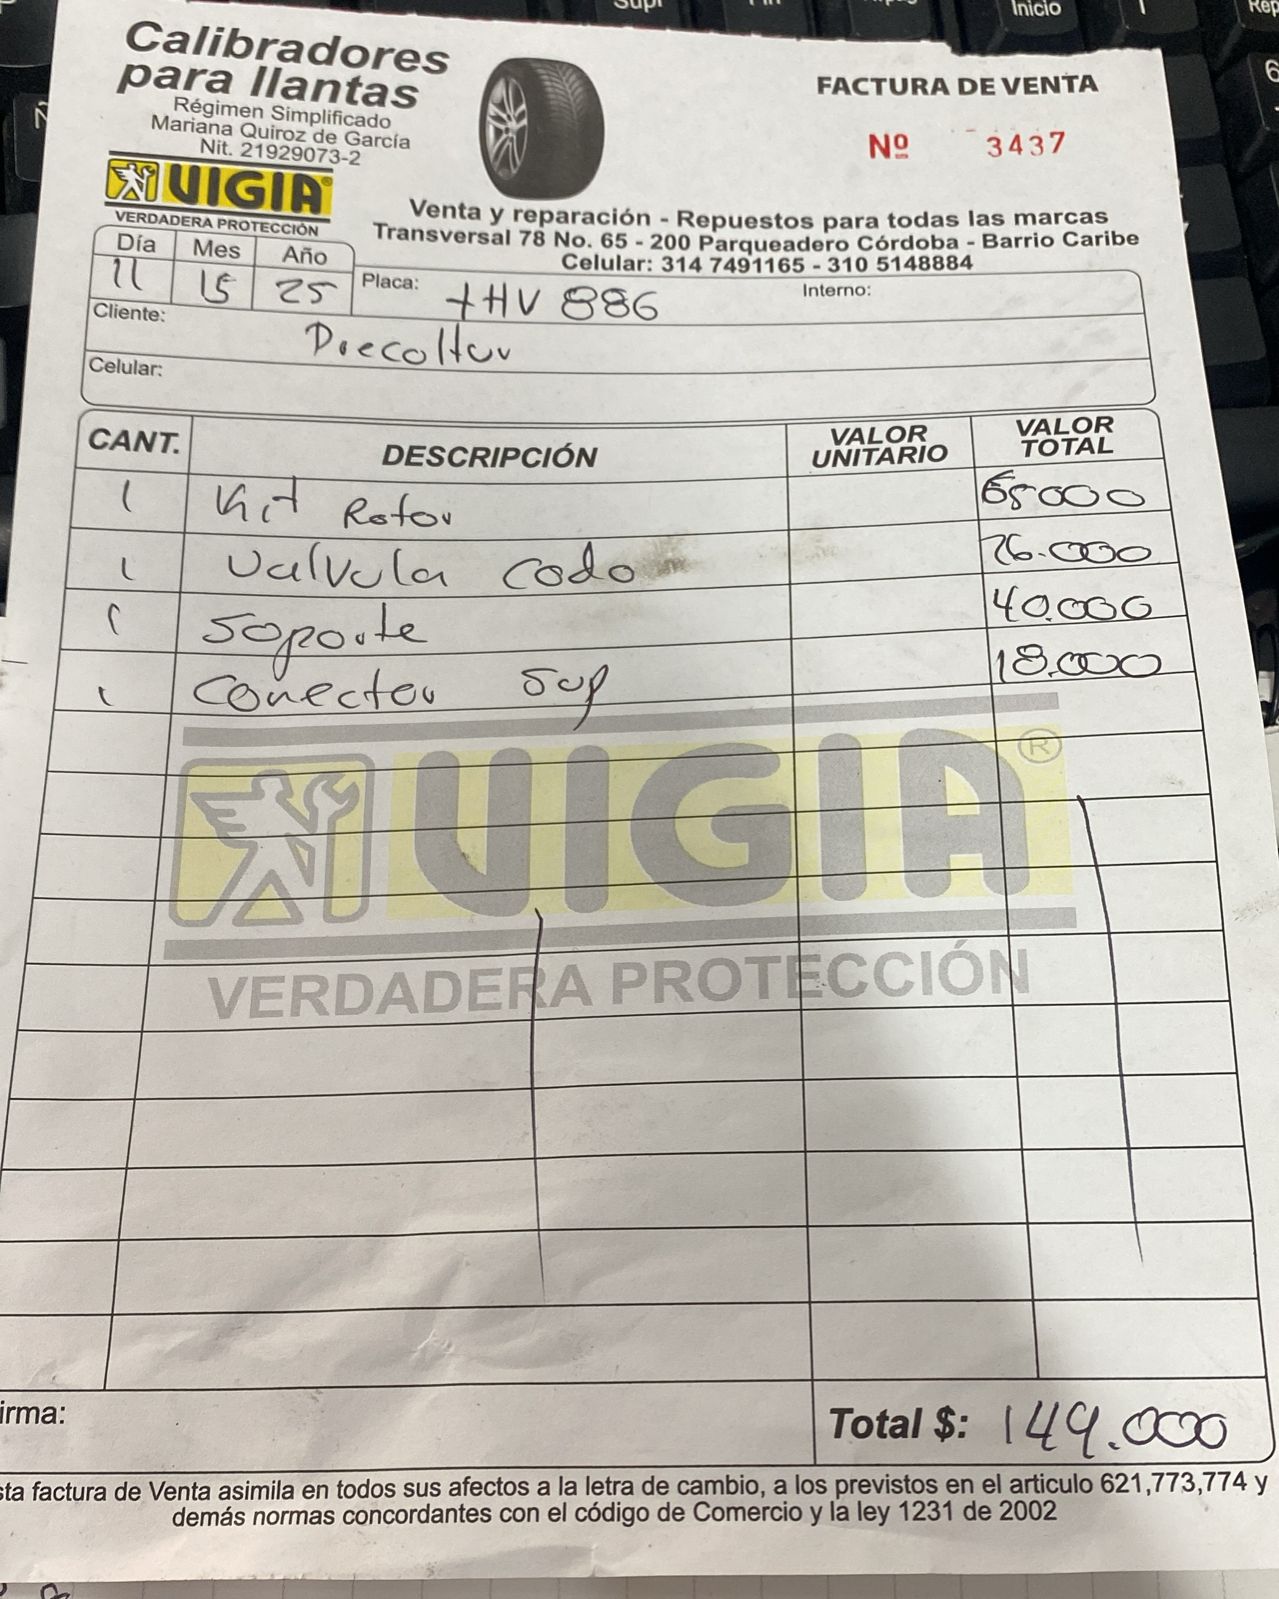 Supr
Inicio
Calibradores
para llantas
Régimen Simplificado
Mariana Quiroz de García
Nit. 21929073-2
VIGIA®
VERDADERA PROTECCIÓN
FACTURA DE VENTA
Nº 3437
Venta y reparación - Repuestos para todas las marcas
Transversal 78 No. 65 - 200 Parqueadero Córdoba - Barrio Caribe
Celular: 314 7491165 - 310 5148884
Día Mes Año
11 15 25
Placa: THV 886 Interno:
Cliente:
Celular:
CANT. DESCRIPCIÓN VALOR UNITARIO VALOR TOTAL
1 Kit Rotor 65000
1 Valvula codo 26.000
1 Soporte 40.000
1 Conector Sup 18.000
VIGIA®
VERDADERA PROTECCIÓN
irma:
Total $: 149.000
sta factura de Venta asimila en todos sus afectos a la letra de cambio, a los previstos en el articulo 621,773,774 y
demás normas concordantes con el código de Comercio y la ley 1231 de 2002